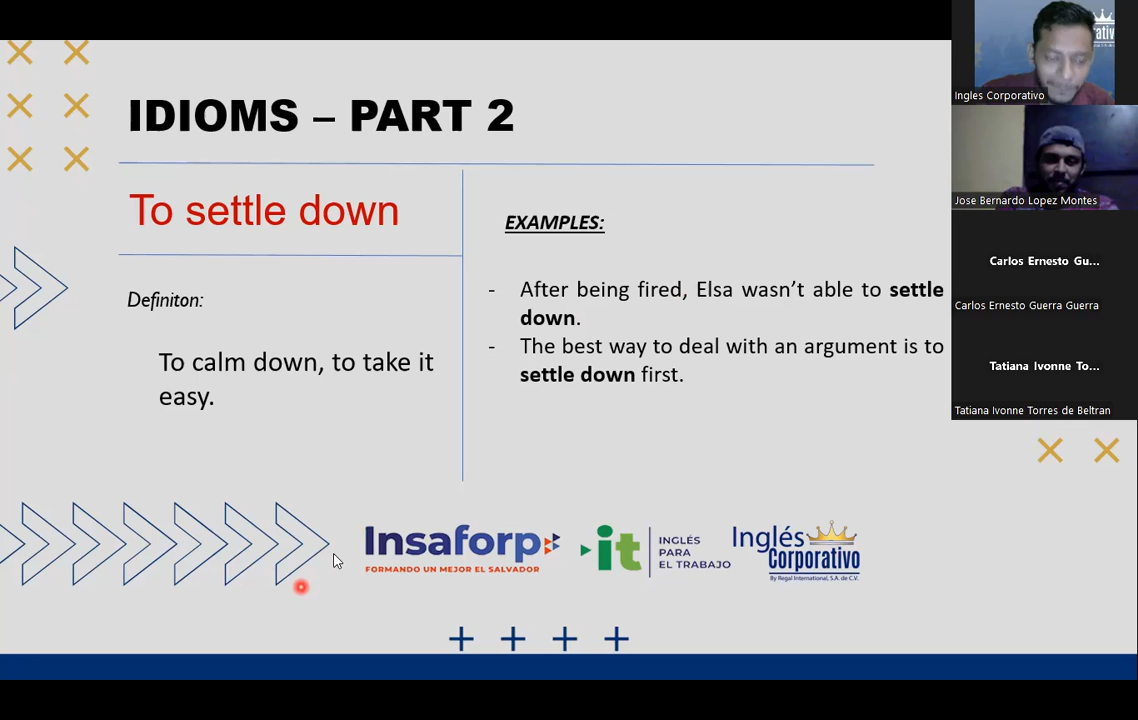 IDIOMS – PART 2
To settle down
Definiton:
To calm down, to take it
easy.
EXAMPLES:
- After being fired, Elsa wasn't able to settle
down.
- The best way to deal with an argument is to
settle down first.
Insaforp
FORMANDO UN MEJOR EL SALVADOR
it
INGLÉS
PARA
EL TRABAJO
Inglés
Corporativo
By Regal International, S.A. de C.V.
Ingles Corporativo
Jose Bernardo Lopez Montes
Carlos Ernesto Gu...
Carlos Ernesto Guerra Guerra
Tatiana Ivonne To...
Tatiana Ivonne Torres de Beltran